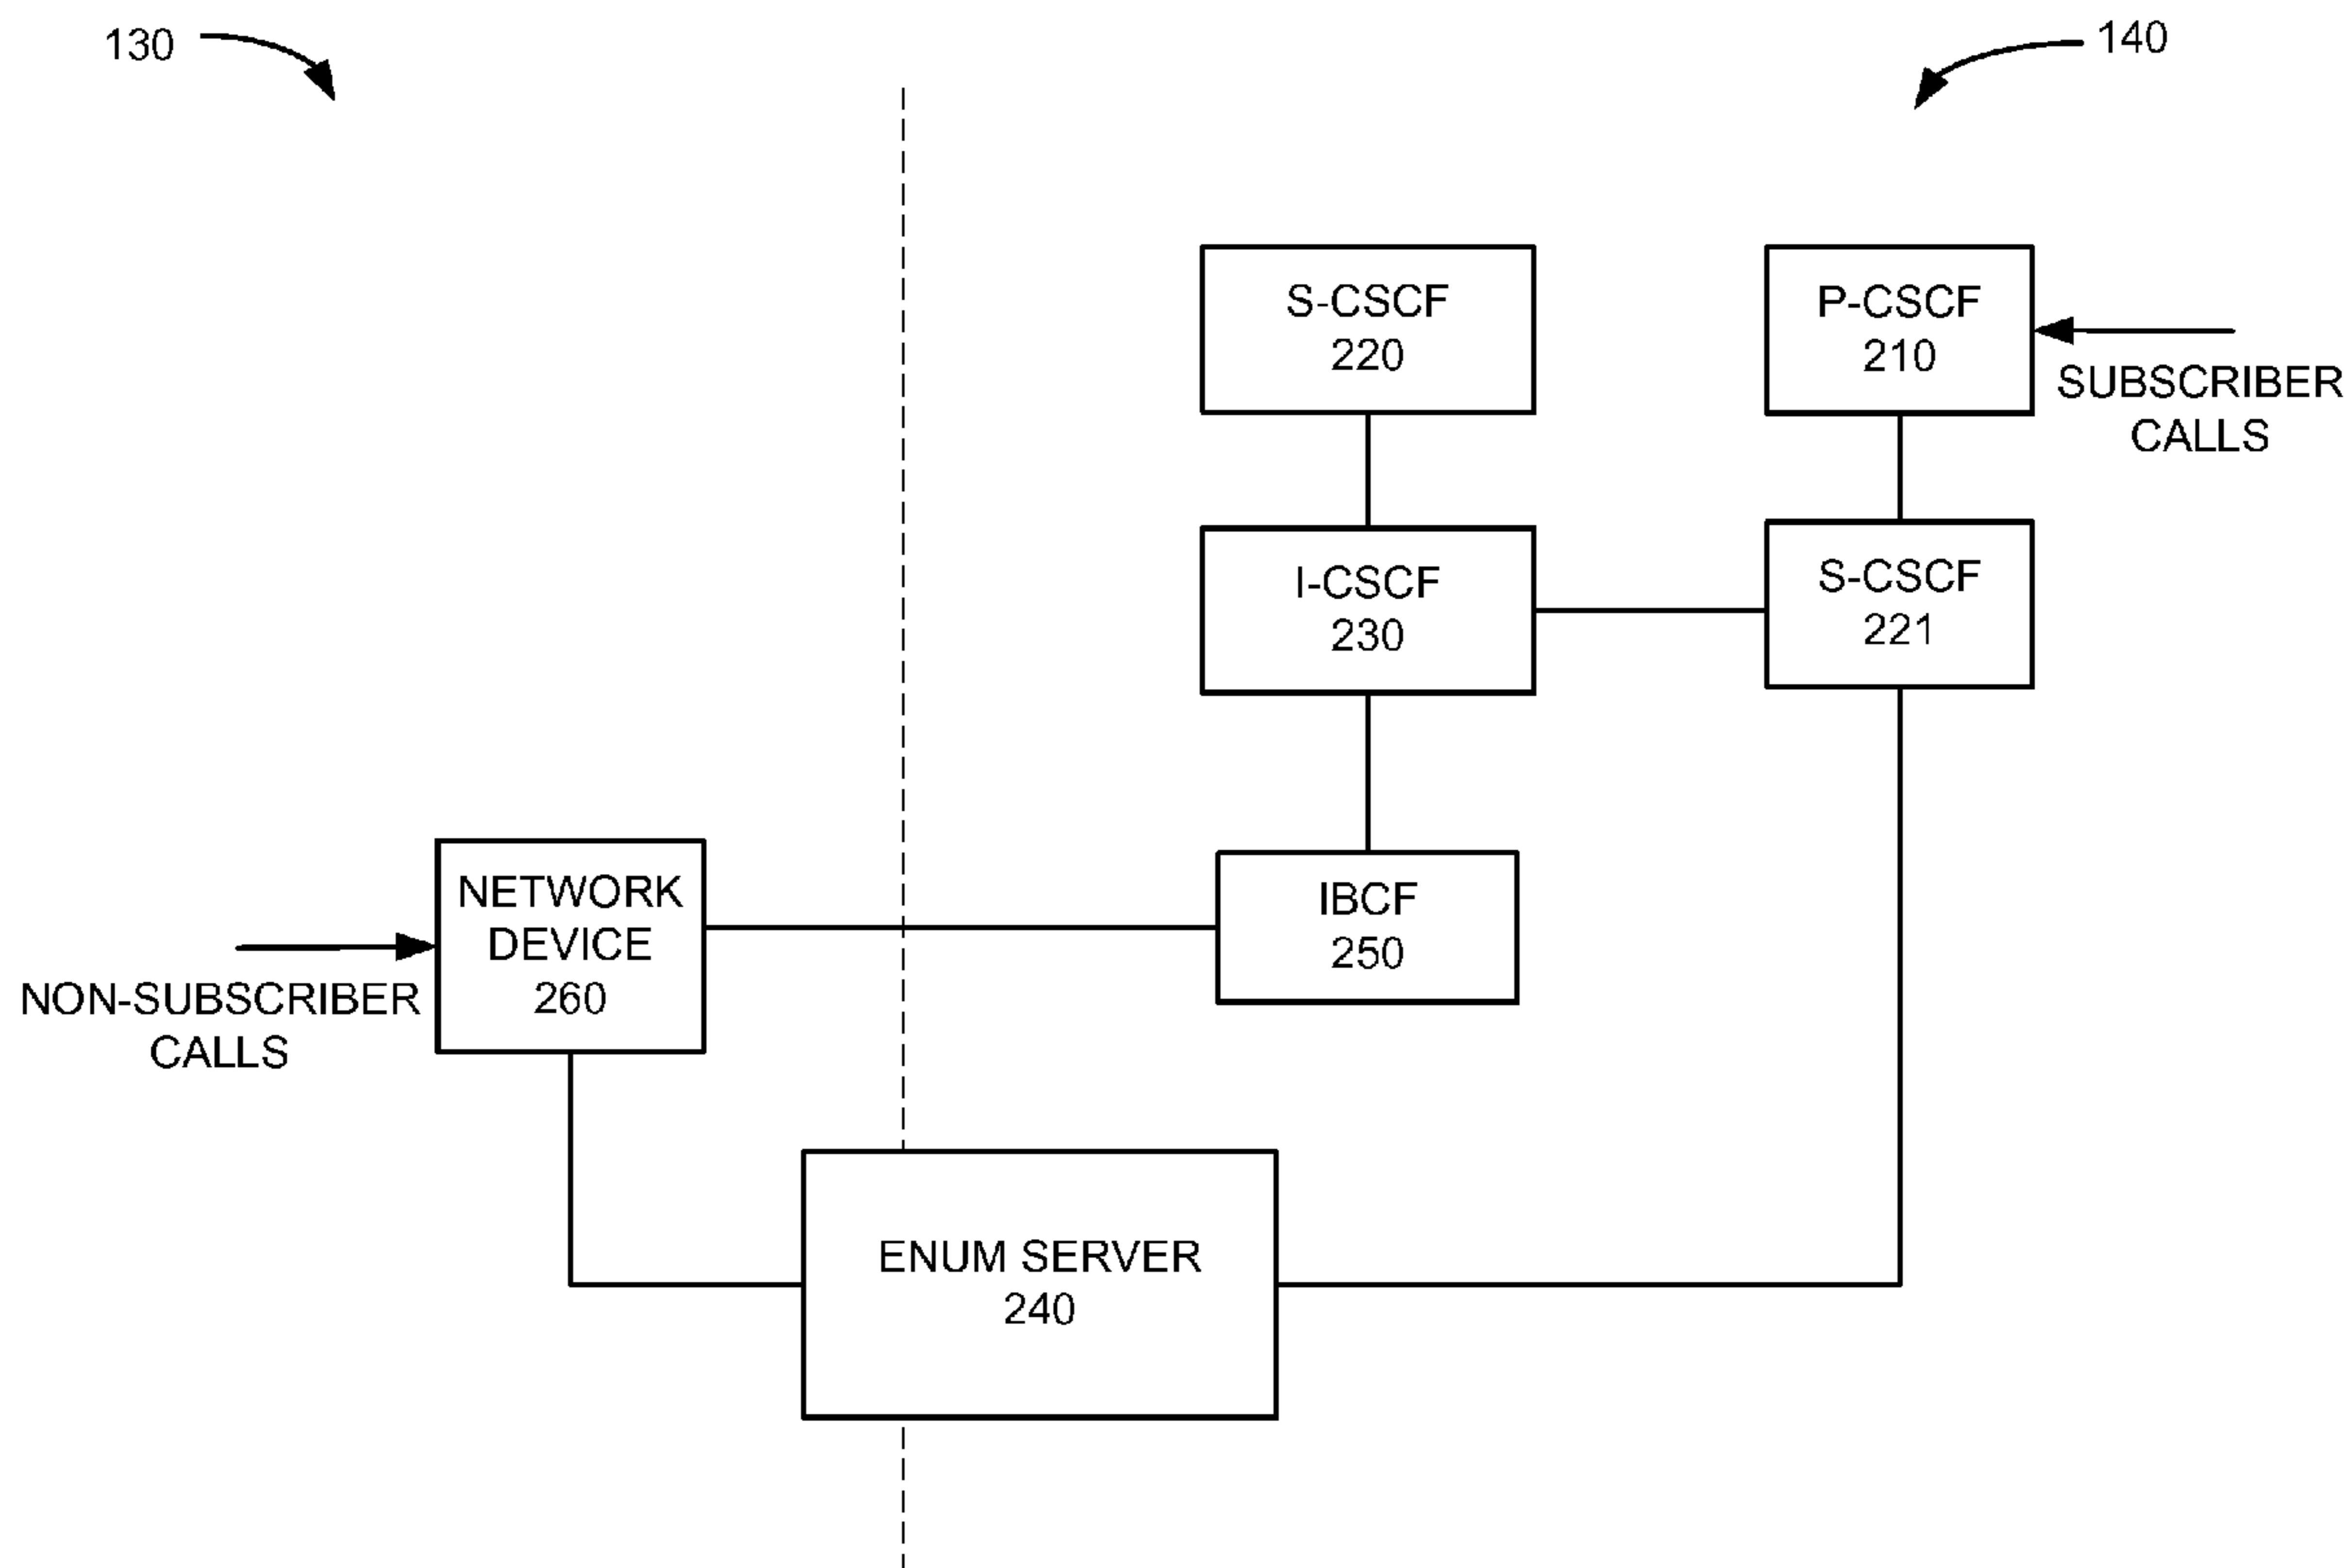 130
140
S-CSCF
220
P-CSCF
210
SUBSCRIBER
CALLS
I-CSCF
230
S-CSCF
221
NETWORK
DEVICE
260
IBCF
250
NON-SUBSCRIBER
CALLS
ENUM SERVER
240